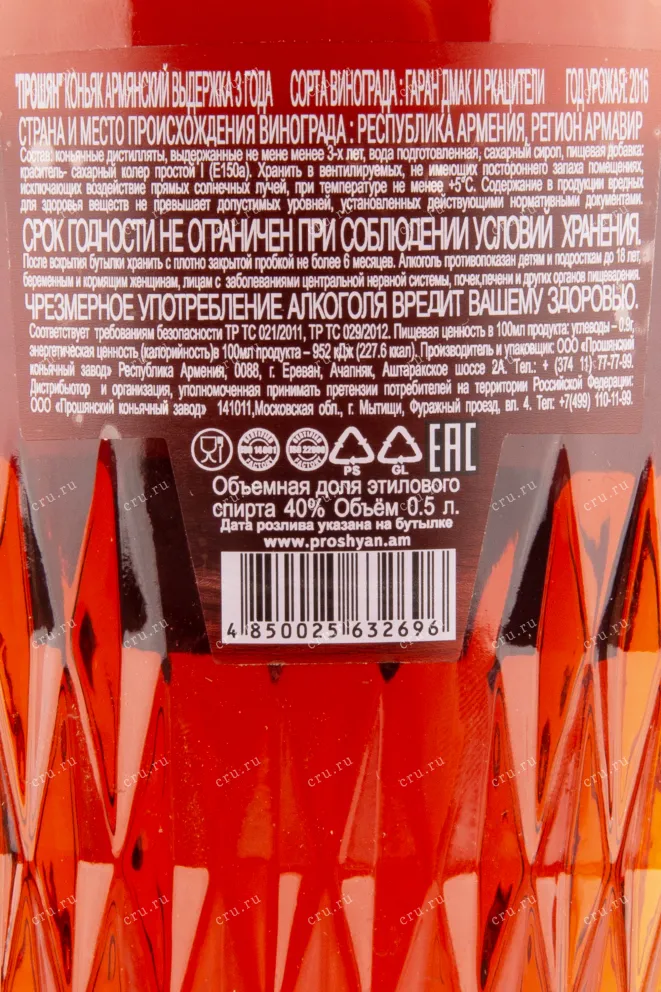 "ПРОШЯН" КОНЬЯК АРМЯНСКИЙ ВЫДЕРЖКА 3 ГОДА СОРТА ВИНОГРАДА : ГАРАН ДМАК И РКАЦИТЕЛИ ГОД УРОЖАЯ: 2016
СТРАНА И МЕСТО ПРОИСХОЖДЕНИЯ ВИНОГРАДА : РЕСПУБЛИКА АРМЕНИЯ, РЕГИОН АРМАВИР
Состав: коньячные дистилляты, выдержанные не мене менее 3-х лет, вода подготовленная, сахарный сироп, пищевая добавка:
краситель- сахарный колер простой I (E150a). Хранить в вентилируемых, не имеющих постороннего запаха помещениях,
исключающих воздействие прямых солнечных лучей, при температуре не менее +5°С. Содержание в продукции вредных
для здоровья веществ не превышает допустимых уровней, установленных действующими нормативными документами.
СРОК ГОДНОСТИ НЕ ОГРАНИЧЕН ПРИ СОБЛЮДЕНИИ УСЛОВИЙ ХРАНЕНИЯ.
После вскрытия бутылки хранить с плотно закрытой пробкой не более 6 месяцев. Алкоголь противопоказан детям и подросткам до 18 лет,
беременным и кормящим женщинам, лицам с заболеваниями центральной нервной системы, почек,печени и других органов пищеварения.
ЧРЕЗМЕРНОЕ УПОТРЕБЛЕНИЕ АЛКОГОЛЯ ВРЕДИТ ВАШЕМУ ЗДОРОВЬЮ.
Соответствует требованиям безопасности ТР ТС 021/2011, ТР ТС 029/2012. Пищевая ценность в 100мл продукта: углеводы – 0.9г,
энергетическая ценность (калорийность)в 100мл продукта – 952 кДж (227.6 ккал). Производитель и упаковщик: ООО «Прошянский
коньячный завод» Республика Армения, 0088, г. Ереван, Ачапняк, Аштаракское шоссе 2А. Тел.: + (374 11) 77-77-99.
Дистрибьютор и организация, уполномоченная принимать претензии потребителей на территории Российской Федерации:
ООО «Прошянский коньячный завод» 141011,Московская обл., г. Мытищи, Фуражный проезд, вл. 4. Тел: +7(499) 110-11-99.
CERTIFIED ISO 14001 CERTIFIED ISO 22000 PS GL EAC
Объемная доля этилового
спирта 40% Объём 0.5 л.
Дата розлива указана на бутылке
www.proshyan.am
4 850025 632696
cru.ru